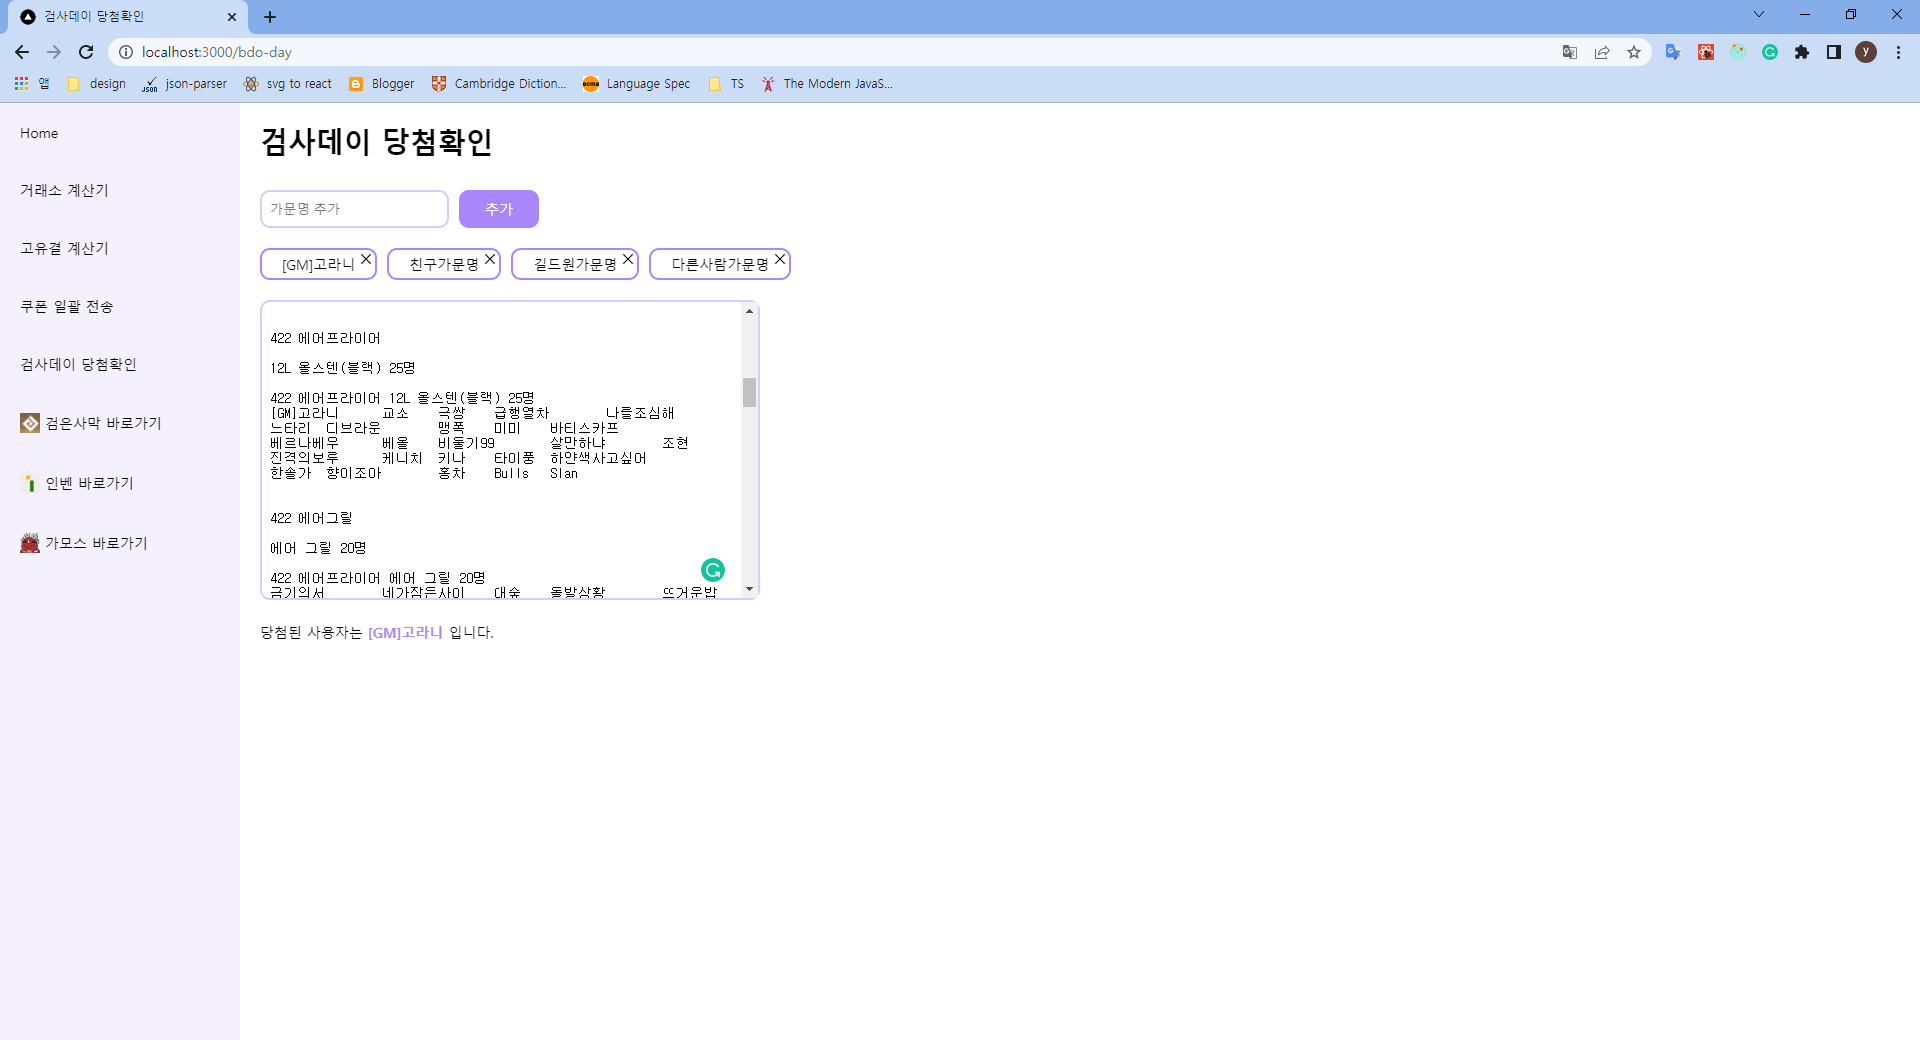 검사데이 당첨확인
localhost:3000/bdo-day
y
앱 design json-parser svg to react Blogger Cambridge Diction... Language Spec TS The Modern JavaS...
Home
거래소 계산기
고유결 계산기
쿠폰 일괄 전송
검사데이 당첨확인
검은사막 바로가기
인벤 바로가기
가모스 바로가기
검사데이 당첨확인
가문명 추가 추가
[GM]고라니 친구가문명 길드원가문명 다른사람가문명
422 에어프라이어
12L 올스텐(블랙) 25명
422 에어프라이어 12L 올스텐(블랙) 25명
[GM]고라니 교소 극쌍 급행열차 나를조심해
느타리 디브라운 맹폭 미미 바티스카프
베르나베우 베올 비둘기99 살만하냐 조현
진격의보투 케니치 키나 타이풍 하얀색사고싶어
한솔가 향이조아 홍차 Bulls Slan
422 에어그릴
에어 그릴 20명
422 에어프라이어 에어 그릴 20명
금기의서 네가잠든사이 대숲 돌발상황 뜨거운밥
당첨된 사용자는 [GM]고라니 입니다.